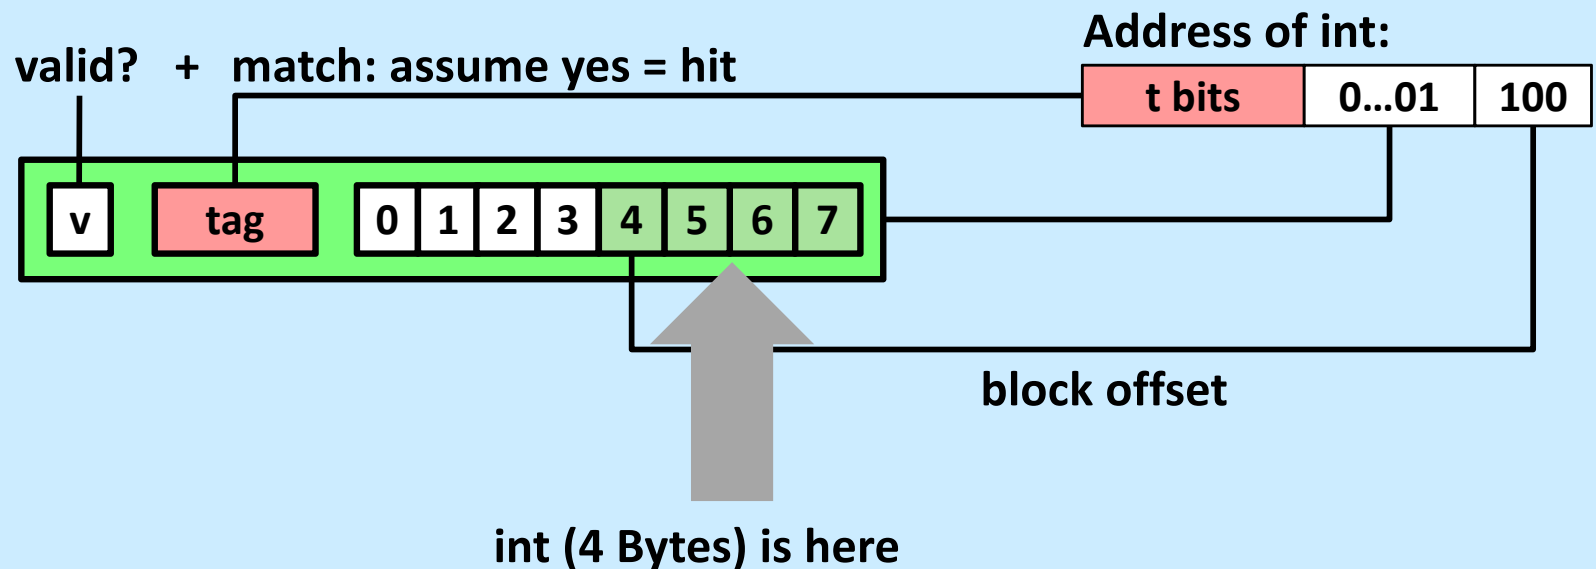 Address of int:
valid? + match: assume yes = hit
t bits 0...01 100
v tag 0 1 2 3 4 5 6 7
block offset
int (4 Bytes) is here